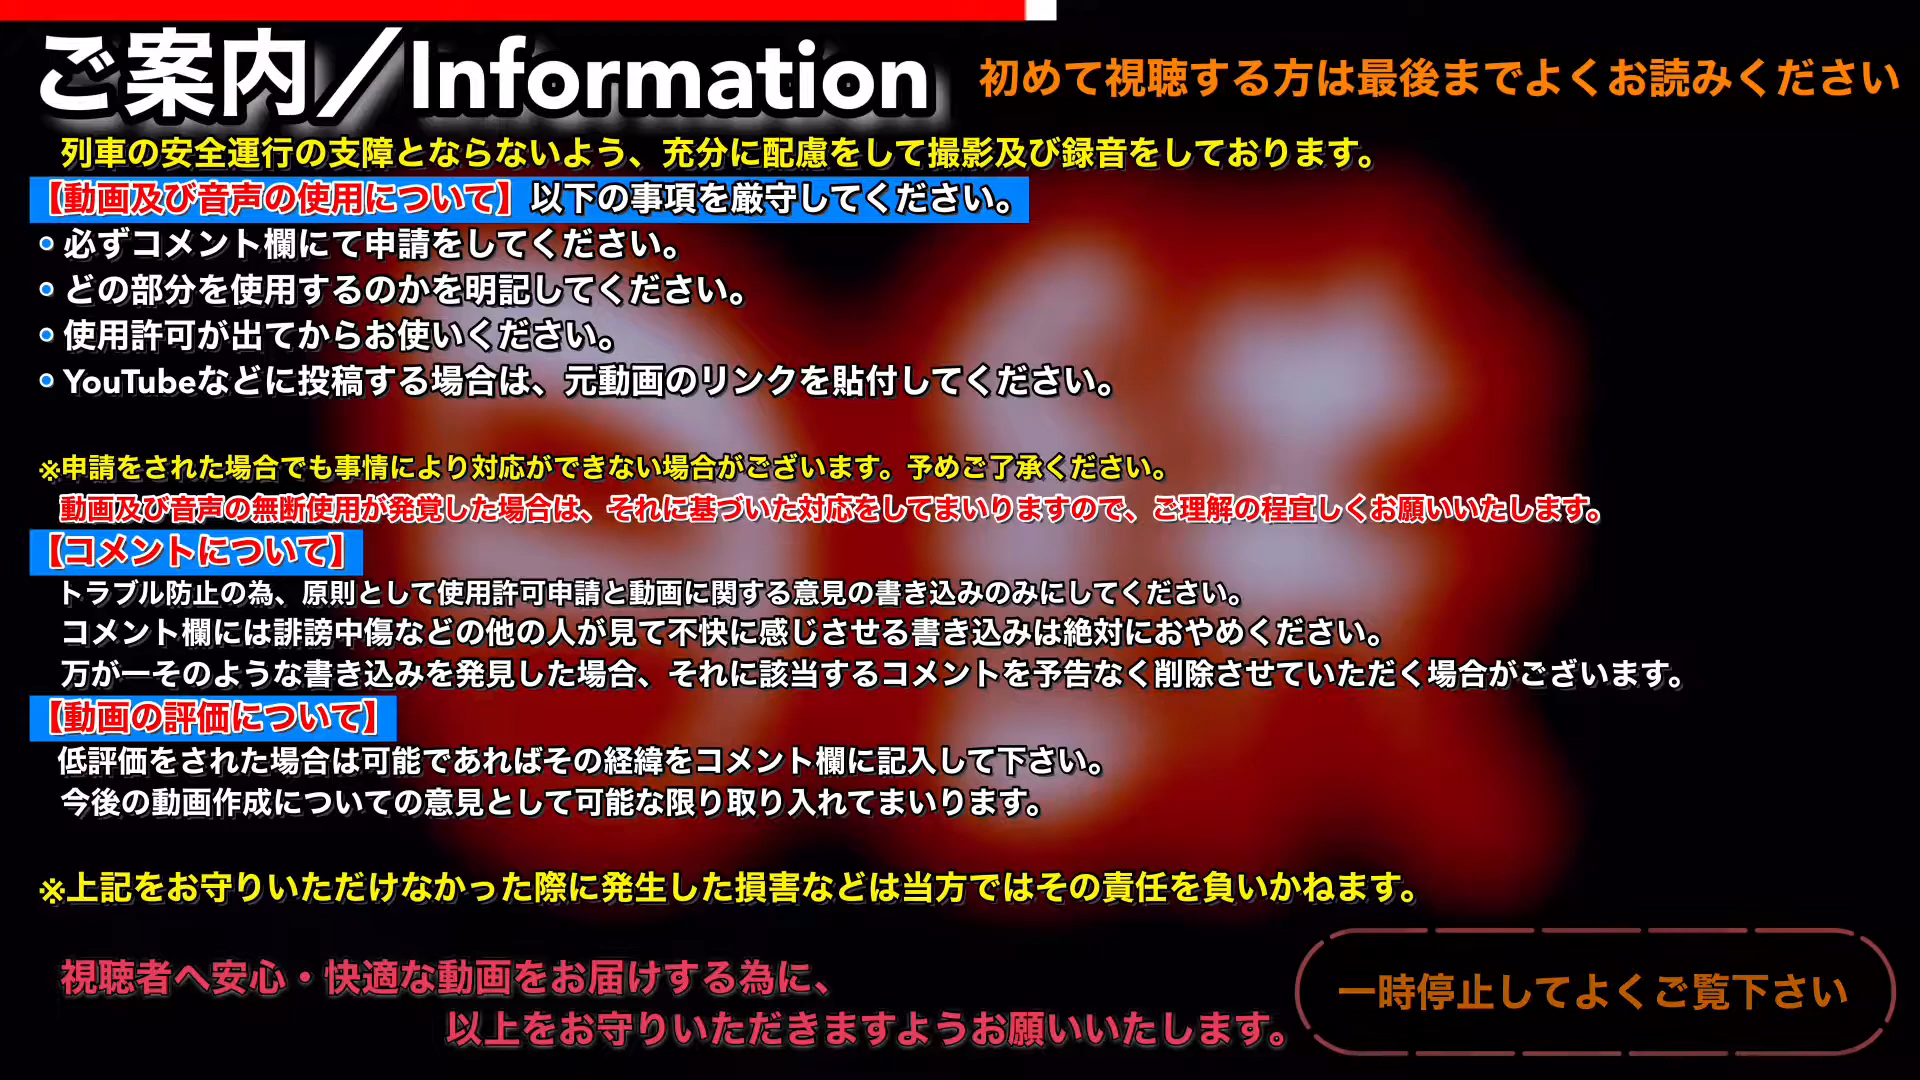 ご案内／Information
初めて視聴する方は最後までよくお読みください
列車の安全運行の支障とならないよう、充分に配慮をして撮影及び録音をしております。
【動画及び音声の使用について】以下の事項を厳守してください。
• 必ずコメント欄にて申請をしてください。
• どの部分を使用するのかを明記してください。
• 使用許可が出てからお使いください。
• YouTubeなどに投稿する場合は、元動画のリンクを貼付してください。
※申請をされた場合でも事情により対応ができない場合がございます。予めご了承ください。
動画及び音声の無断使用が発覚した場合は、それに基づいた対応をしてまいりますので、ご理解の程宜しくお願いいたします。
【コメントについて】
トラブル防止の為、原則として使用許可申請と動画に関する意見の書き込みのみにしてください。
コメント欄には誹謗中傷などの他の人が見て不快に感じさせる書き込みは絶対におやめください。
万が一そのような書き込みを発見した場合、それに該当するコメントを予告なく削除させていただく場合がございます。
【動画の評価について】
低評価をされた場合は可能であればその経緯をコメント欄に記入して下さい。
今後の動画作成についての意見として可能な限り取り入れてまいります。
※上記をお守りいただけなかった際に発生した損害などは当方ではその責任を負いかねます。
視聴者へ安心・快適な動画をお届けする為に、
以上をお守りいただきますようお願いいたします。
一時停止してよくご覧下さい